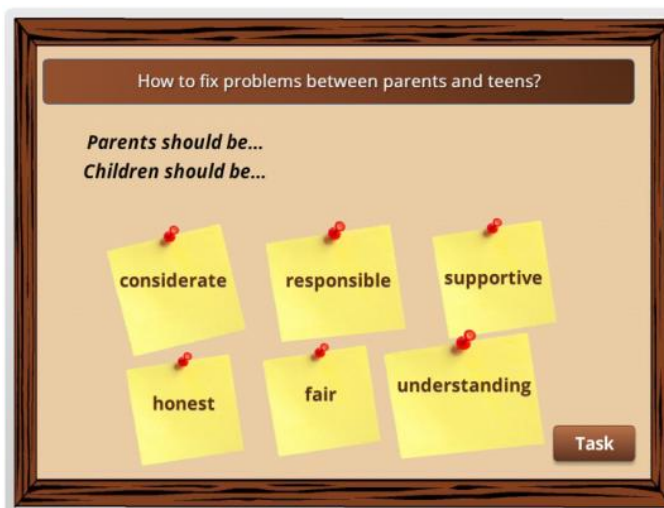 How to fix problems between parents and teens?
Parents should be...
Children should be...
considerate
responsible
supportive
honest
fair
understanding
Task